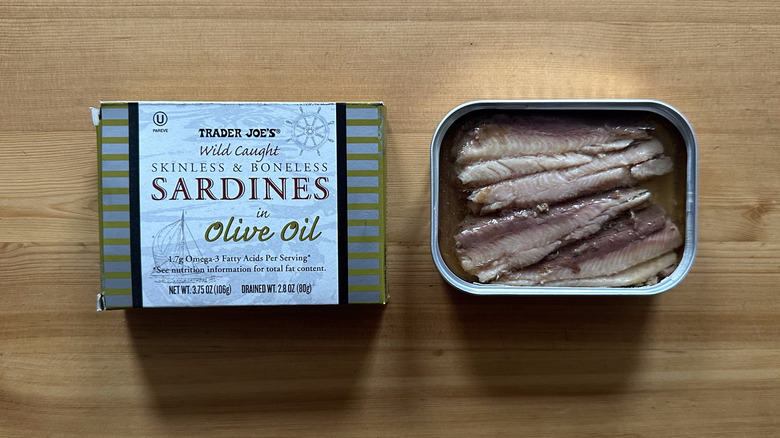 U
PAREVE
TRADER JOE'S®
Wild Caught
SKINLESS & BONELESS
SARDINES
in
Olive Oil
1.7g Omega-3 Fatty Acids Per Serving*
*See nutrition information for total fat content.
NET WT. 3.75 OZ (106g) DRAINED WT. 2.8 OZ (80g)